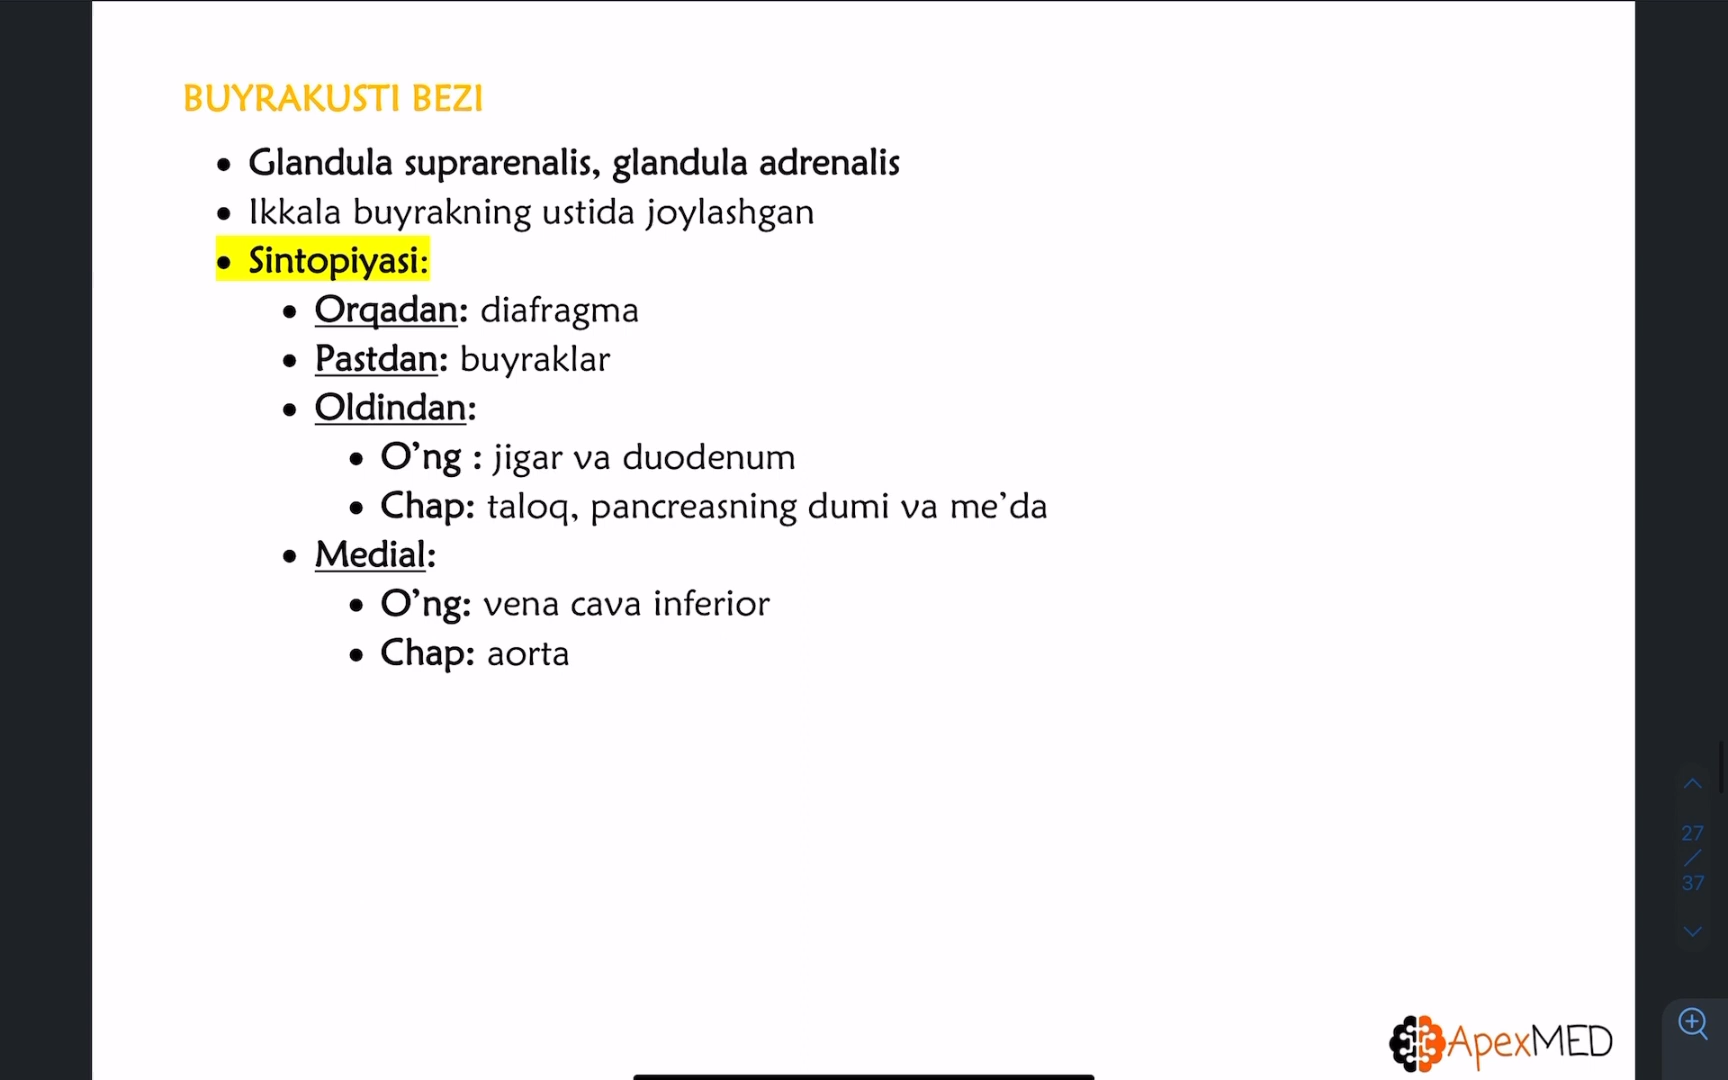 BUYRAKUSTI BEZI
• Glandula suprarenalis, glandula adrenalis
• Ikkala buyrakning ustida joylashgan
• Sintopiyasi:
• Orqadan: diafragma
• Pastdan: buyraklar
• Oldindan:
• O’ng : jigar va duodenum
• Chap: taloq, pancreasning dumi va me’da
• Medial:
• O’ng: vena cava inferior
• Chap: aorta
27
/
37
ApexMED